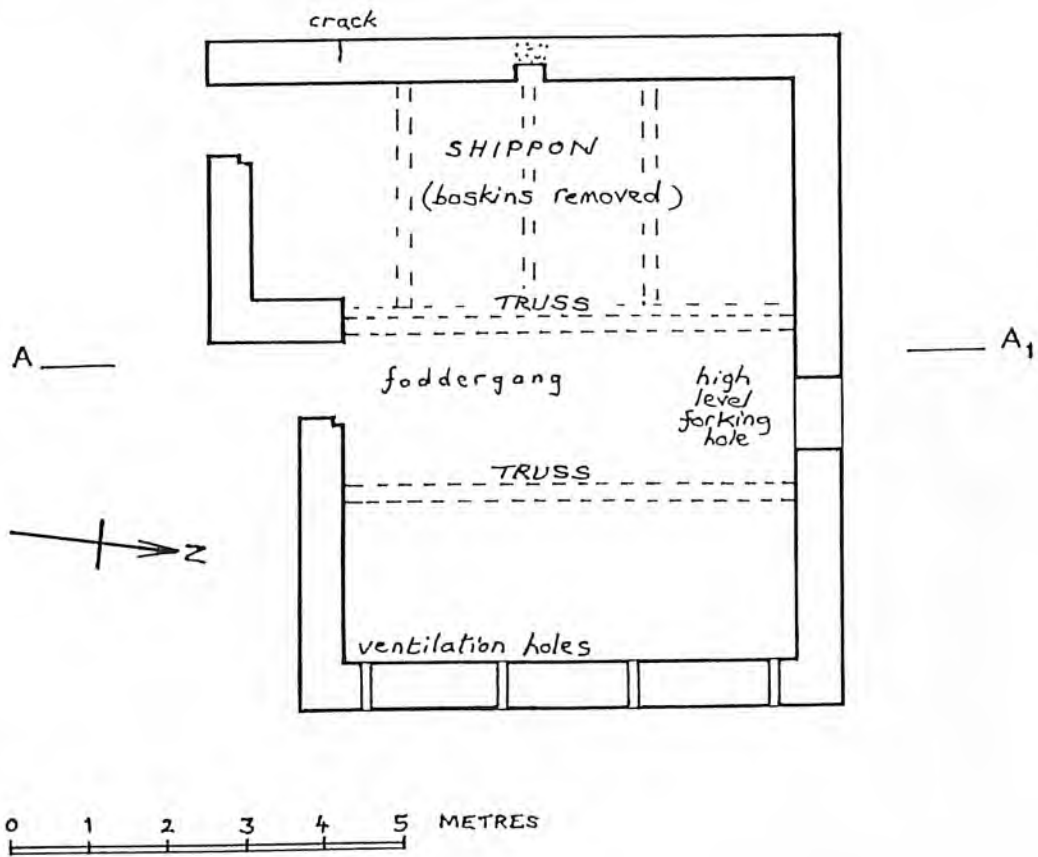 crack
SHIPPON
(boskins removed)
TRUSS
A
A1
foddergang
high
level
forking
hole
TRUSS
N
ventilation holes
0 1 2 3 4 5 METRES